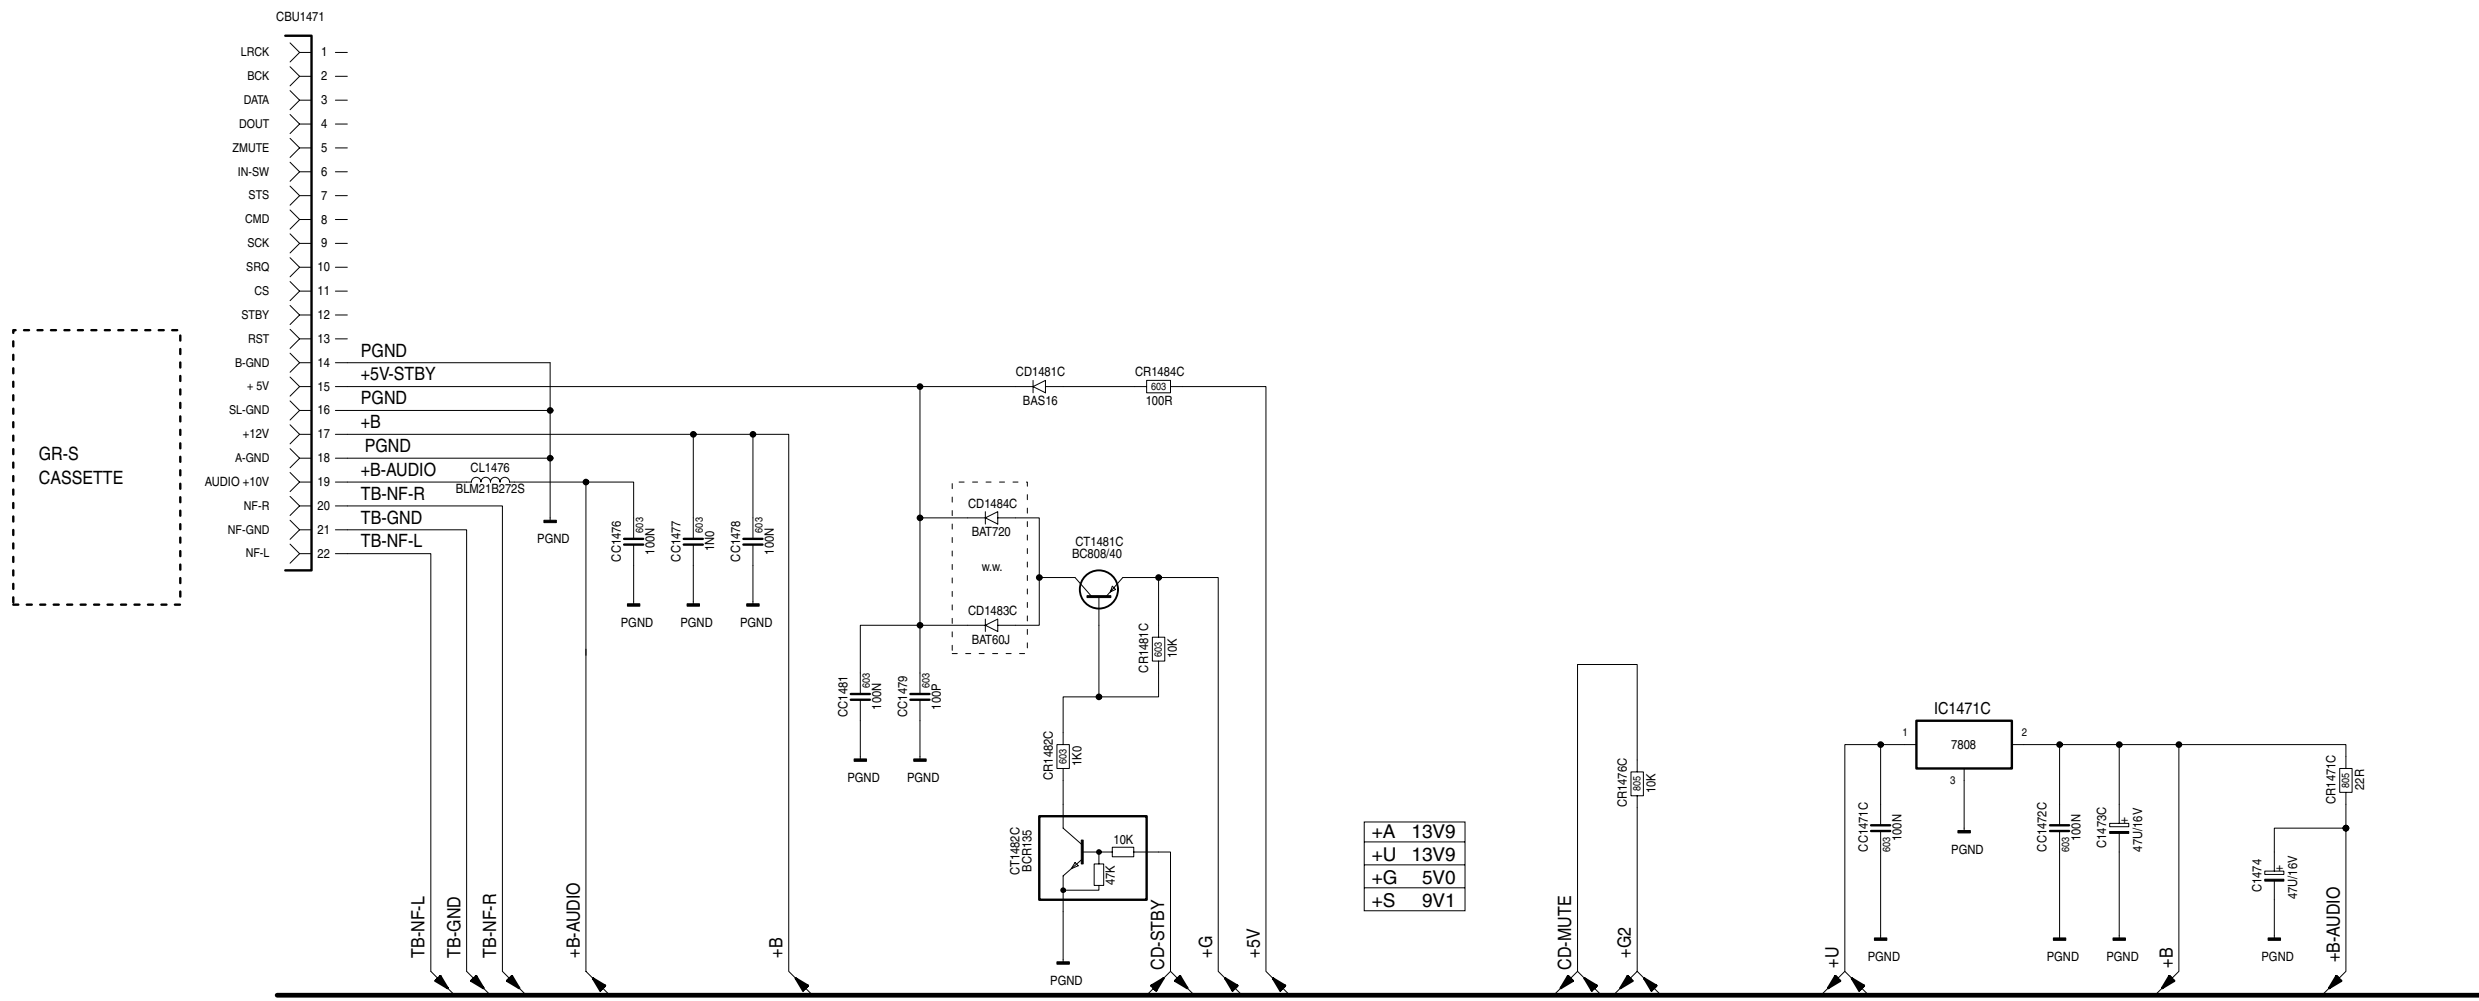 CBU1471
LRCK 1
BCK 2
DATA 3
DOUT 4
ZMUTE 5
IN-SW 6
STS 7
CMD 8
SCK 9
SRQ 10
CS 11
STBY 12
RST 13
B-GND 14 PGND
+ 5V 15 +5V-STBY
SL-GND 16 PGND
+12V 17 +B
A-GND 18 PGND
AUDIO +10V 19 +B-AUDIO
NF-R 20 TB-NF-R
NF-GND 21 TB-GND
NF-L 22 TB-NF-L
GR-S
CASSETTE
CL1476
BLM21B272S
PGND
CC1476
603
100N
PGND
CC1477
603
1N0
PGND
CC1478
603
100N
PGND
CD1481C
BAS16
CR1484C
603
100R
CD1484C
BAT720
w.w.
CD1483C
BAT60J
CT1481C
BC808/40
CR1481C
603
10K
CC1481
603
100N
PGND
CC1479
603
100P
PGND
CR1482C
603
1K0
CT1482C
BCR135
10K
47K
PGND
TB-NF-L
TB-GND
TB-NF-R
+B-AUDIO
+B
CD-STBY
+G
+5V
+A 13V9
+U 13V9
+G 5V0
+S 9V1
CD-MUTE
+G2
CR1476C
805
10K
IC1471C
7808
1
2
3
PGND
CC1471C
603
100N
PGND
CC1472C
603
100N
PGND
C1473C
+
47U/16V
PGND
CR1471C
805
22R
C1474
+
47U/16V
PGND
+U
+B
+B-AUDIO